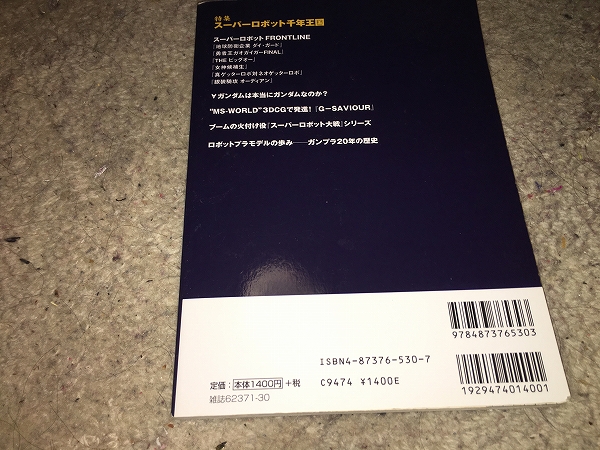 特集
スーパーロボット千年王国
スーパーロボットFRONTLINE
『地球防衛企業 ダイ・ガード』
『勇者王ガオガイガーFINAL』
『THE ビッグオー』
『女神候補生』
『真ゲッターロボ対ネオゲッターロボ』
『銀装騎攻 オーディアン』
∀ガンダムは本当にガンダムなのか?
"MS-WORLD"3DCGで発進!『G-SAVIOUR』
ブームの火付け役『スーパーロボット大戦』シリーズ
ロボットプラモデルの歩み──ガンプラ20年の歴史
9784873765303
ISBN4-87376-530-7
定価:本体1400円+税
C9474 ¥1400E
雑誌62371-30
1929474014001